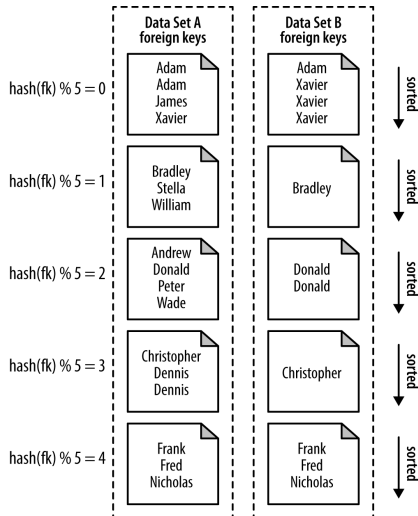 Data Set A
foreign keys
Data Set B
foreign keys
hash(fk) % 5 = 0
Adam
Adam
James
Xavier
Adam
Xavier
Xavier
Xavier
sorted
hash(fk) % 5 = 1
Bradley
Stella
William
Bradley
sorted
hash(fk) % 5 = 2
Andrew
Donald
Peter
Wade
Donald
Donald
sorted
hash(fk) % 5 = 3
Christopher
Dennis
Dennis
Christopher
sorted
hash(fk) % 5 = 4
Frank
Fred
Nicholas
Frank
Fred
Nicholas
sorted